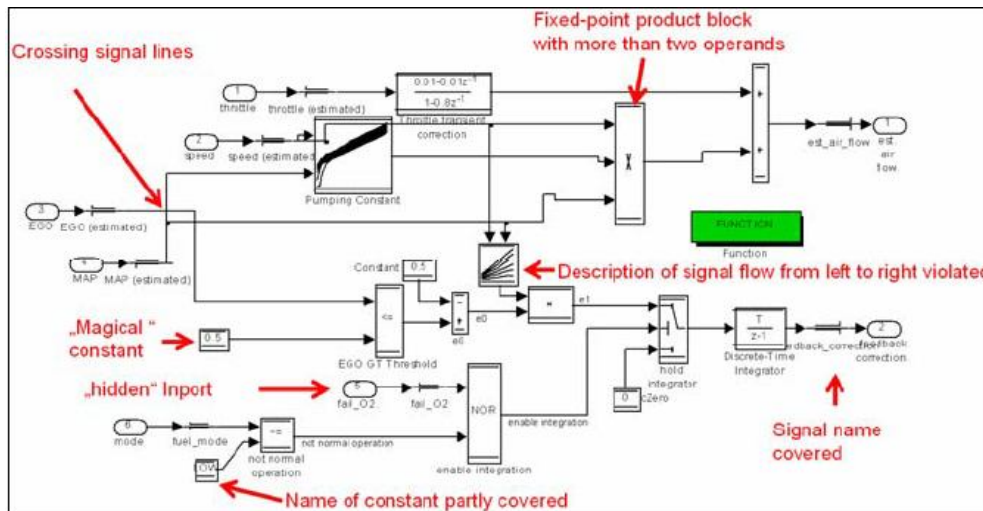 Fixed-point product block
with more than two operands
Crossing signal lines
1
throttle
throttle (estimated)
0.01-0.01z⁻¹
1-0.8z⁻¹
Throttle transient
correction
2
speed
speed (estimated)
Pumping Constant
X
+
+
est_air_flow
1
est.
air
flow
3
EGO
EGO (estimated)
MAP
MAP (estimated)
FUNCTION
Function
Constant
0.5
Description of signal flow from left to right violated
„Magical “
constant
0.5
<=
EGO GT Threshold
-
+
e6
e0
e1
hold
integrator
T
z-1
Discrete-Time
Integrator
edback_correction
2
feedback
correction
„hidden“ Inport
5
fail_O2
fail_O2
NOR
enable integration
enable integration
0
cZero
Signal name
covered
6
mode
fuel_mode
~=
not normal
operation
not normal operation
LOW
Name of constant partly covered